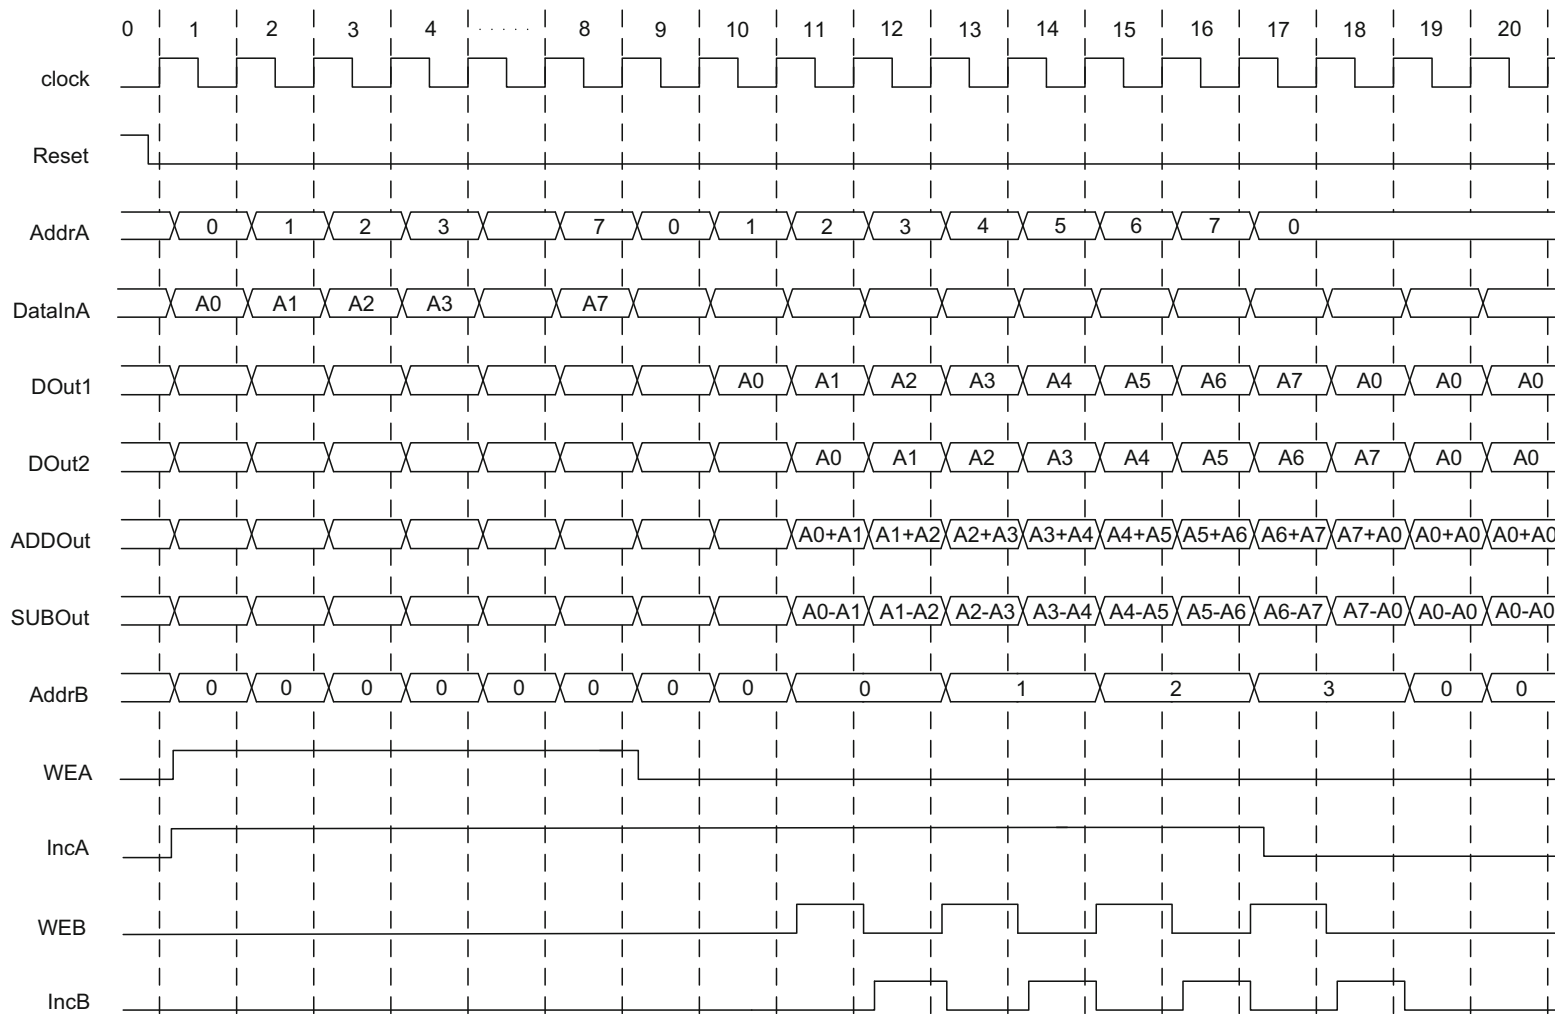 0 1 2 3 4 ..... 8 9 10 11 12 13 14 15 16 17 18 19 20
clock
Reset
AddrA 0 1 2 3 7 0 1 2 3 4 5 6 7 0
DataInA A0 A1 A2 A3 A7
DOut1 A0 A1 A2 A3 A4 A5 A6 A7 A0 A0 A0
DOut2 A0 A1 A2 A3 A4 A5 A6 A7 A0 A0
ADDOut A0+A1 A1+A2 A2+A3 A3+A4 A4+A5 A5+A6 A6+A7 A7+A0 A0+A0 A0+A0
SUBOut A0-A1 A1-A2 A2-A3 A3-A4 A4-A5 A5-A6 A6-A7 A7-A0 A0-A0 A0-A0
AddrB 0 0 0 0 0 0 0 0 0 1 2 3 0 0
WEA
IncA
WEB
IncB